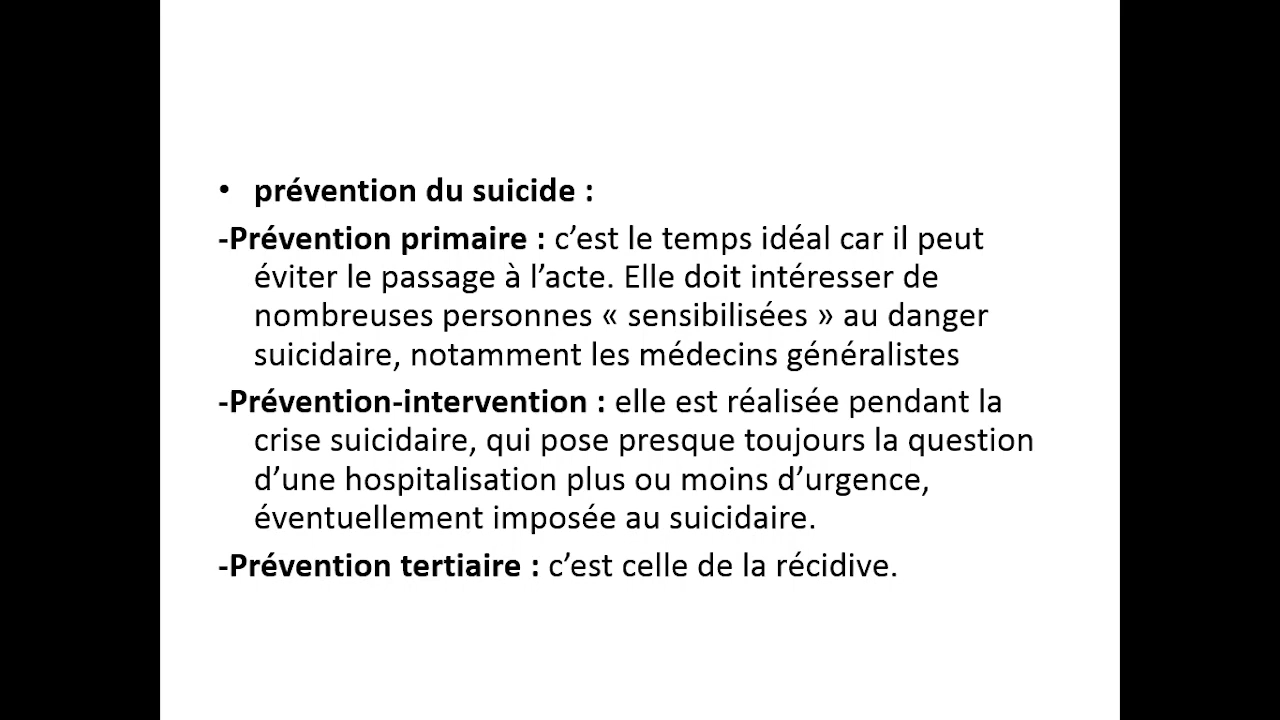 • prévention du suicide :
-Prévention primaire : c’est le temps idéal car il peut
éviter le passage à l’acte. Elle doit intéresser de
nombreuses personnes « sensibilisées » au danger
suicidaire, notamment les médecins généralistes
-Prévention-intervention : elle est réalisée pendant la
crise suicidaire, qui pose presque toujours la question
d’une hospitalisation plus ou moins d’urgence,
éventuellement imposée au suicidaire.
-Prévention tertiaire : c’est celle de la récidive.